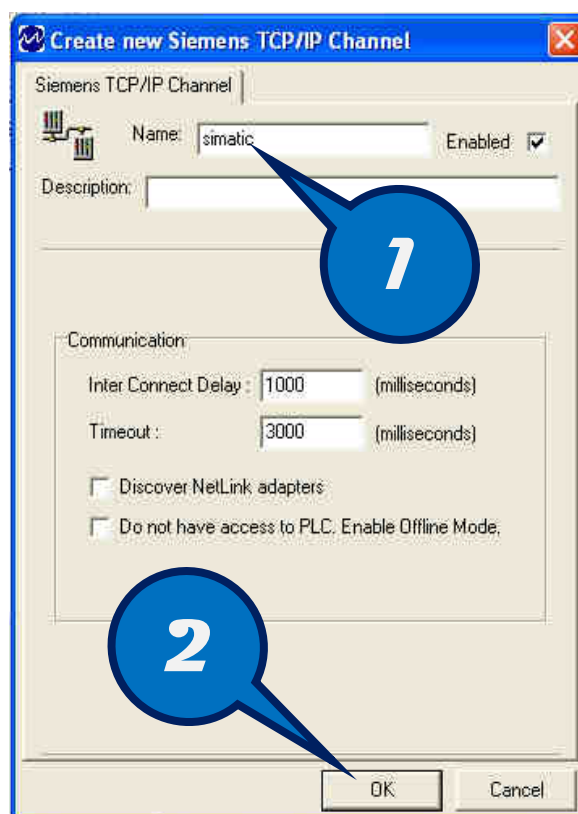 Create new Siemens TCP/IP Channel
Siemens TCP/IP Channel
Name: simatic Enabled
Description:
1
Communication
Inter Connect Delay : 1000 (milliseconds)
Timeout : 3000 (milliseconds)
Discover NetLink adapters
Do not have access to PLC. Enable Offline Mode.
2
OK Cancel